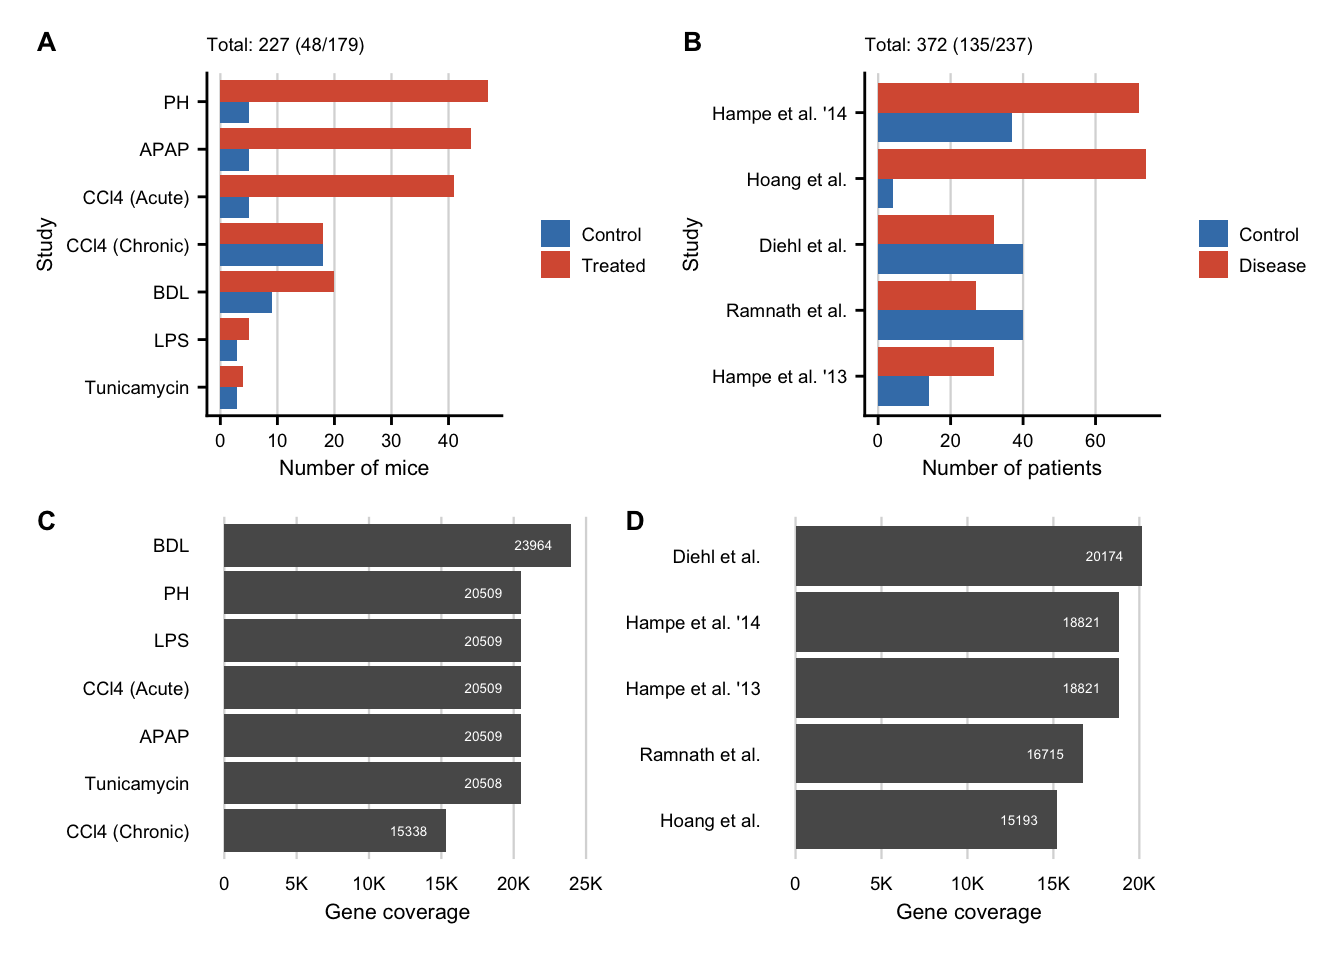 A
Total: 227 (48/179)
Study
PH
APAP
CCl4 (Acute)
CCl4 (Chronic)
BDL
LPS
Tunicamycin
0 10 20 30 40
Number of mice
Control
Treated
B
Total: 372 (135/237)
Study
Hampe et al. '14
Hoang et al.
Diehl et al.
Ramnath et al.
Hampe et al. '13
0 20 40 60
Number of patients
Control
Disease
C
BDL 23964
PH 20509
LPS 20509
CCl4 (Acute) 20509
APAP 20509
Tunicamycin 20508
CCl4 (Chronic) 15338
0 5K 10K 15K 20K 25K
Gene coverage
D
Diehl et al. 20174
Hampe et al. '14 18821
Hampe et al. '13 18821
Ramnath et al. 16715
Hoang et al. 15193
0 5K 10K 15K 20K
Gene coverage